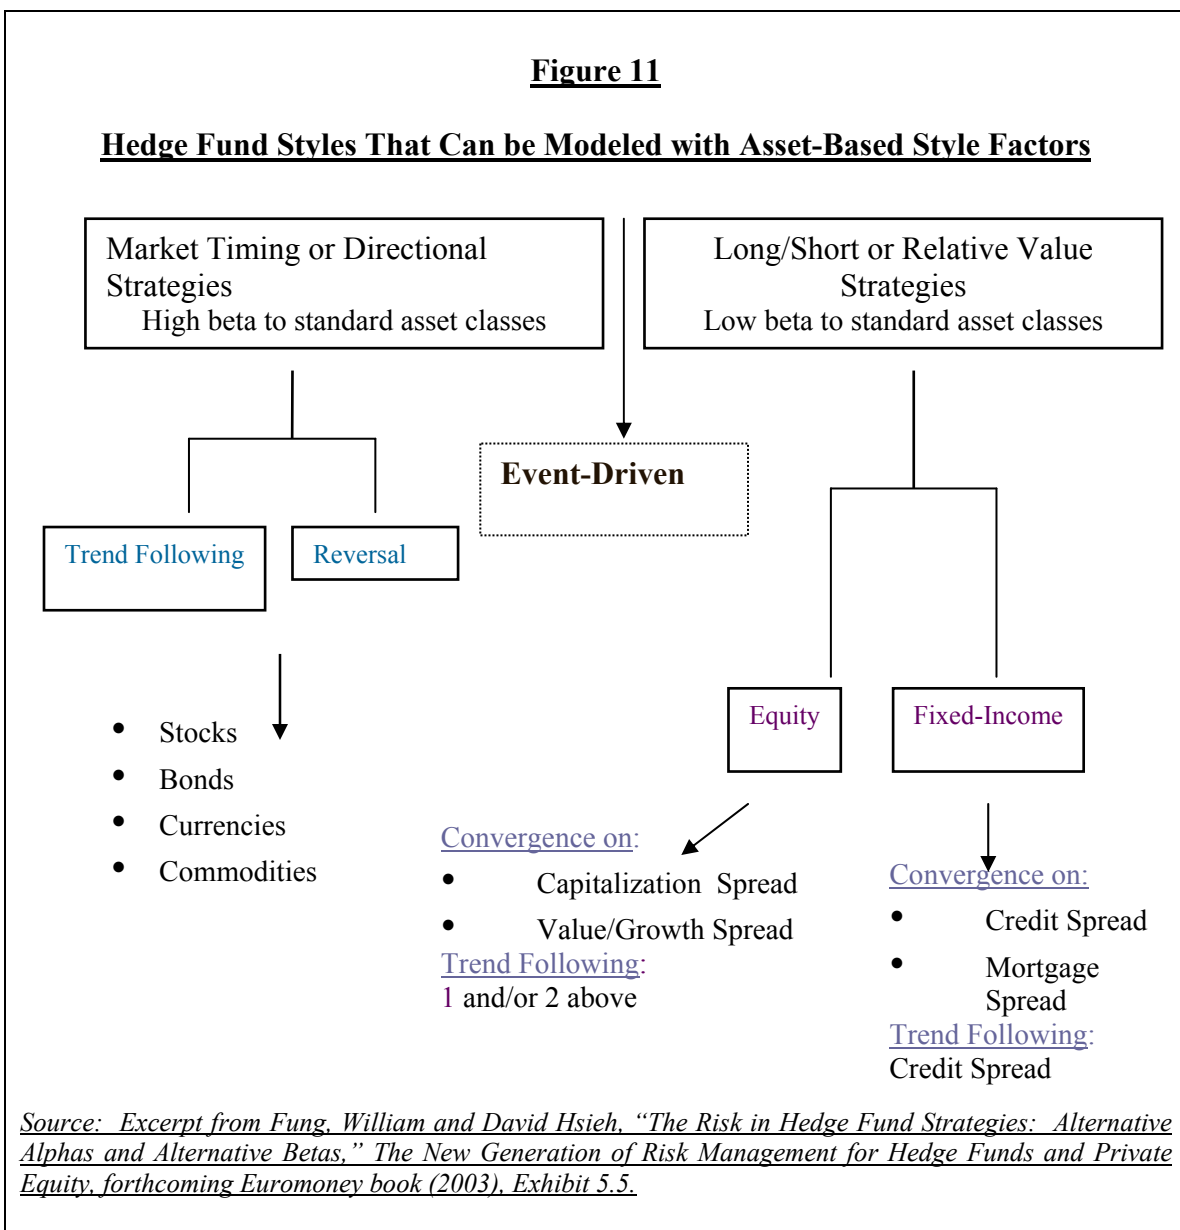 Figure 11
Hedge Fund Styles That Can be Modeled with Asset-Based Style Factors
Market Timing or Directional
Strategies
High beta to standard asset classes
Long/Short or Relative Value
Strategies
Low beta to standard asset classes
Event-Driven
Trend Following
Reversal
• Stocks
• Bonds
• Currencies
• Commodities
Equity
Fixed-Income
Convergence on:
• Capitalization Spread
• Value/Growth Spread
Trend Following:
1 and/or 2 above
Convergence on:
• Credit Spread
• Mortgage
Spread
Trend Following:
Credit Spread
Source: Excerpt from Fung, William and David Hsieh, “The Risk in Hedge Fund Strategies: Alternative
Alphas and Alternative Betas,” The New Generation of Risk Management for Hedge Funds and Private
Equity, forthcoming Euromoney book (2003), Exhibit 5.5.